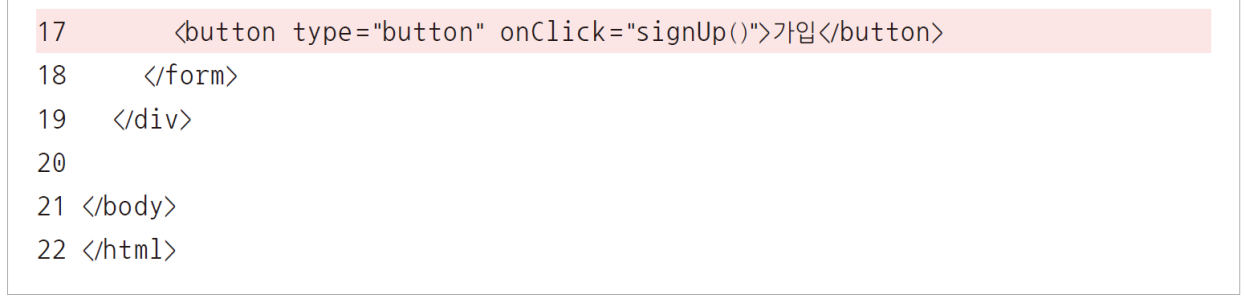 17        <button type="button" onClick="signUp()">가입</button>
18      </form>
19    </div>
20
21 </body>
22 </html>